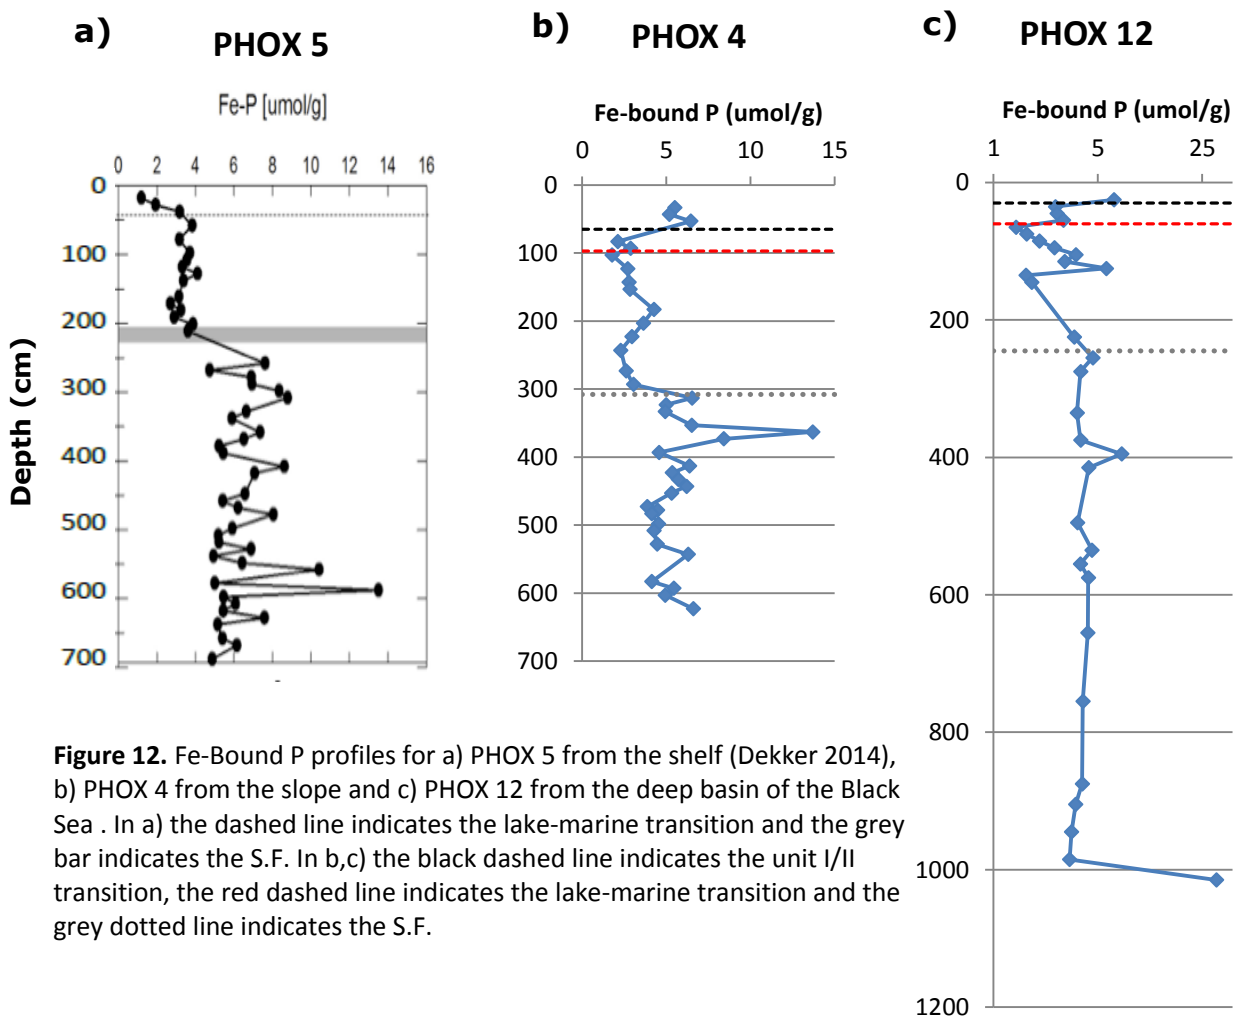 a)
PHOX 5
Fe-P [umol/g]
0 2 4 6 8 10 12 14 16
0
100
200
300
400
500
600
700
Depth (cm)
b)
PHOX 4
Fe-bound P (umol/g)
0 5 10 15
0
100
200
300
400
500
600
700
c)
PHOX 12
Fe-bound P (umol/g)
1 5 25
0
200
400
600
800
1000
1200
Figure 12. Fe-Bound P profiles for a) PHOX 5 from the shelf (Dekker 2014),
b) PHOX 4 from the slope and c) PHOX 12 from the deep basin of the Black
Sea . In a) the dashed line indicates the lake-marine transition and the grey
bar indicates the S.F. In b,c) the black dashed line indicates the unit I/II
transition, the red dashed line indicates the lake-marine transition and the
grey dotted line indicates the S.F.